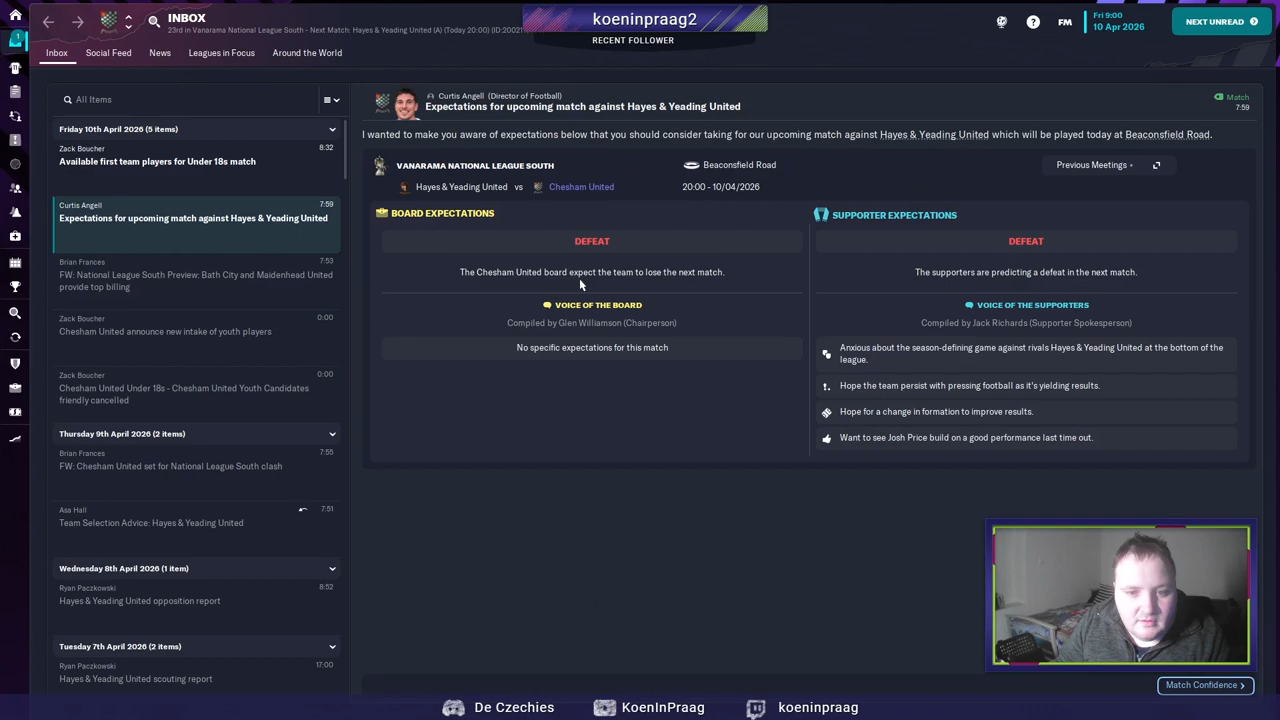 INBOX
23rd in Vanarama National League South - Next Match: Hayes & Yeading United (A) (Today 20:00) (ID:20021
koeninpraag2
RECENT FOLLOWER
FM
Fri 9:00
10 Apr 2026
NEXT UNREAD
1
Inbox
Social Feed
News
Leagues in Focus
Around the World
All Items
Friday 10th April 2026 (5 items)
Zack Boucher
8:32
Available first team players for Under 18s match
Curtis Angell
7:59
Expectations for upcoming match against Hayes & Yeading United
Brian Frances
7:53
FW: National League South Preview: Bath City and Maidenhead United
provide top billing
Zack Boucher
0:00
Chesham United announce new intake of youth players
Zack Boucher
0:00
Chesham United Under 18s - Chesham United Youth Candidates
friendly cancelled
Thursday 9th April 2026 (2 items)
Brian Frances
7:55
FW: Chesham United set for National League South clash
Asa Hall
7:51
Team Selection Advice: Hayes & Yeading United
Wednesday 8th April 2026 (1 item)
Ryan Paczkowski
8:52
Hayes & Yeading United opposition report
Tuesday 7th April 2026 (2 items)
Ryan Paczkowski
17:00
Hayes & Yeading United scouting report
Curtis Angell (Director of Football)
Expectations for upcoming match against Hayes & Yeading United
Match
7:59
I wanted to make you aware of expectations below that you should consider taking for our upcoming match against Hayes & Yeading United which will be played today at Beaconsfield Road.
VANARAMA NATIONAL LEAGUE SOUTH
Beaconsfield Road
Previous Meetings
Hayes & Yeading United vs Chesham United
20:00 - 10/04/2026
BOARD EXPECTATIONS
DEFEAT
The Chesham United board expect the team to lose the next match.
VOICE OF THE BOARD
Compiled by Glen Williamson (Chairperson)
No specific expectations for this match
SUPPORTER EXPECTATIONS
DEFEAT
The supporters are predicting a defeat in the next match.
VOICE OF THE SUPPORTERS
Compiled by Jack Richards (Supporter Spokesperson)
Anxious about the season-defining game against rivals Hayes & Yeading United at the bottom of the
league.
Hope the team persist with pressing football as it's yielding results.
Hope for a change in formation to improve results.
Want to see Josh Price build on a good performance last time out.
Match Confidence
De Czechies
KoenInPraag
koeninpraag